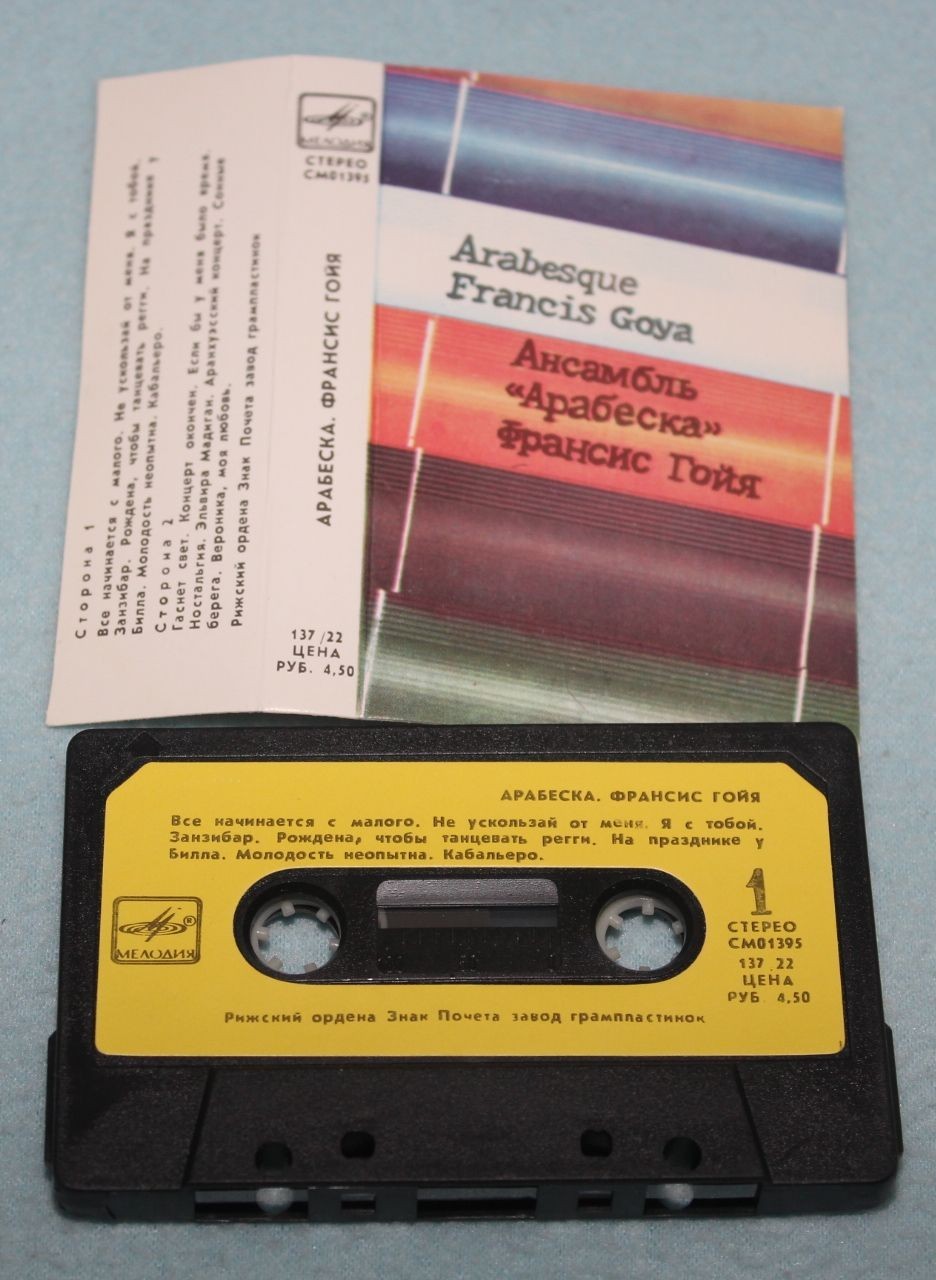 Сторона 1
Все начинается с малого. Не ускользай от меня. Я с тобой.
Занзибар. Рождена, чтобы танцевать регги. На празднике у
Билла. Молодость неопытна. Кабальеро.
Сторона 2
Гаснет свет. Концерт окончен. Если бы у меня было время.
Ностальгия. Эльвира Мадиган. Аранхуэсский концерт. Сонные
берега. Вероника, моя любовь.
Рижский ордена Знак Почета завод грампластинок
МЕЛОДИЯ
СТЕРЕО
СМ01395
АРАБЕСКА. ФРАНСИС ГОЙЯ
137/22
ЦЕНА
РУБ. 4,50
Arabesque
Francis Goya
Ансамбль
«Арабеска»
Франсис Гойя
АРАБЕСКА. ФРАНСИС ГОЙЯ
Все начинается с малого. Не ускользай от меня. Я с тобой.
Занзибар. Рождена, чтобы танцевать регги. На празднике у
Билла. Молодость неопытна. Кабальеро.
®
МЕЛОДИЯ
1
СТЕРЕО
СМ01395
137 22
ЦЕНА
РУБ. 4,50
Рижский ордена Знак Почета завод грампластинок